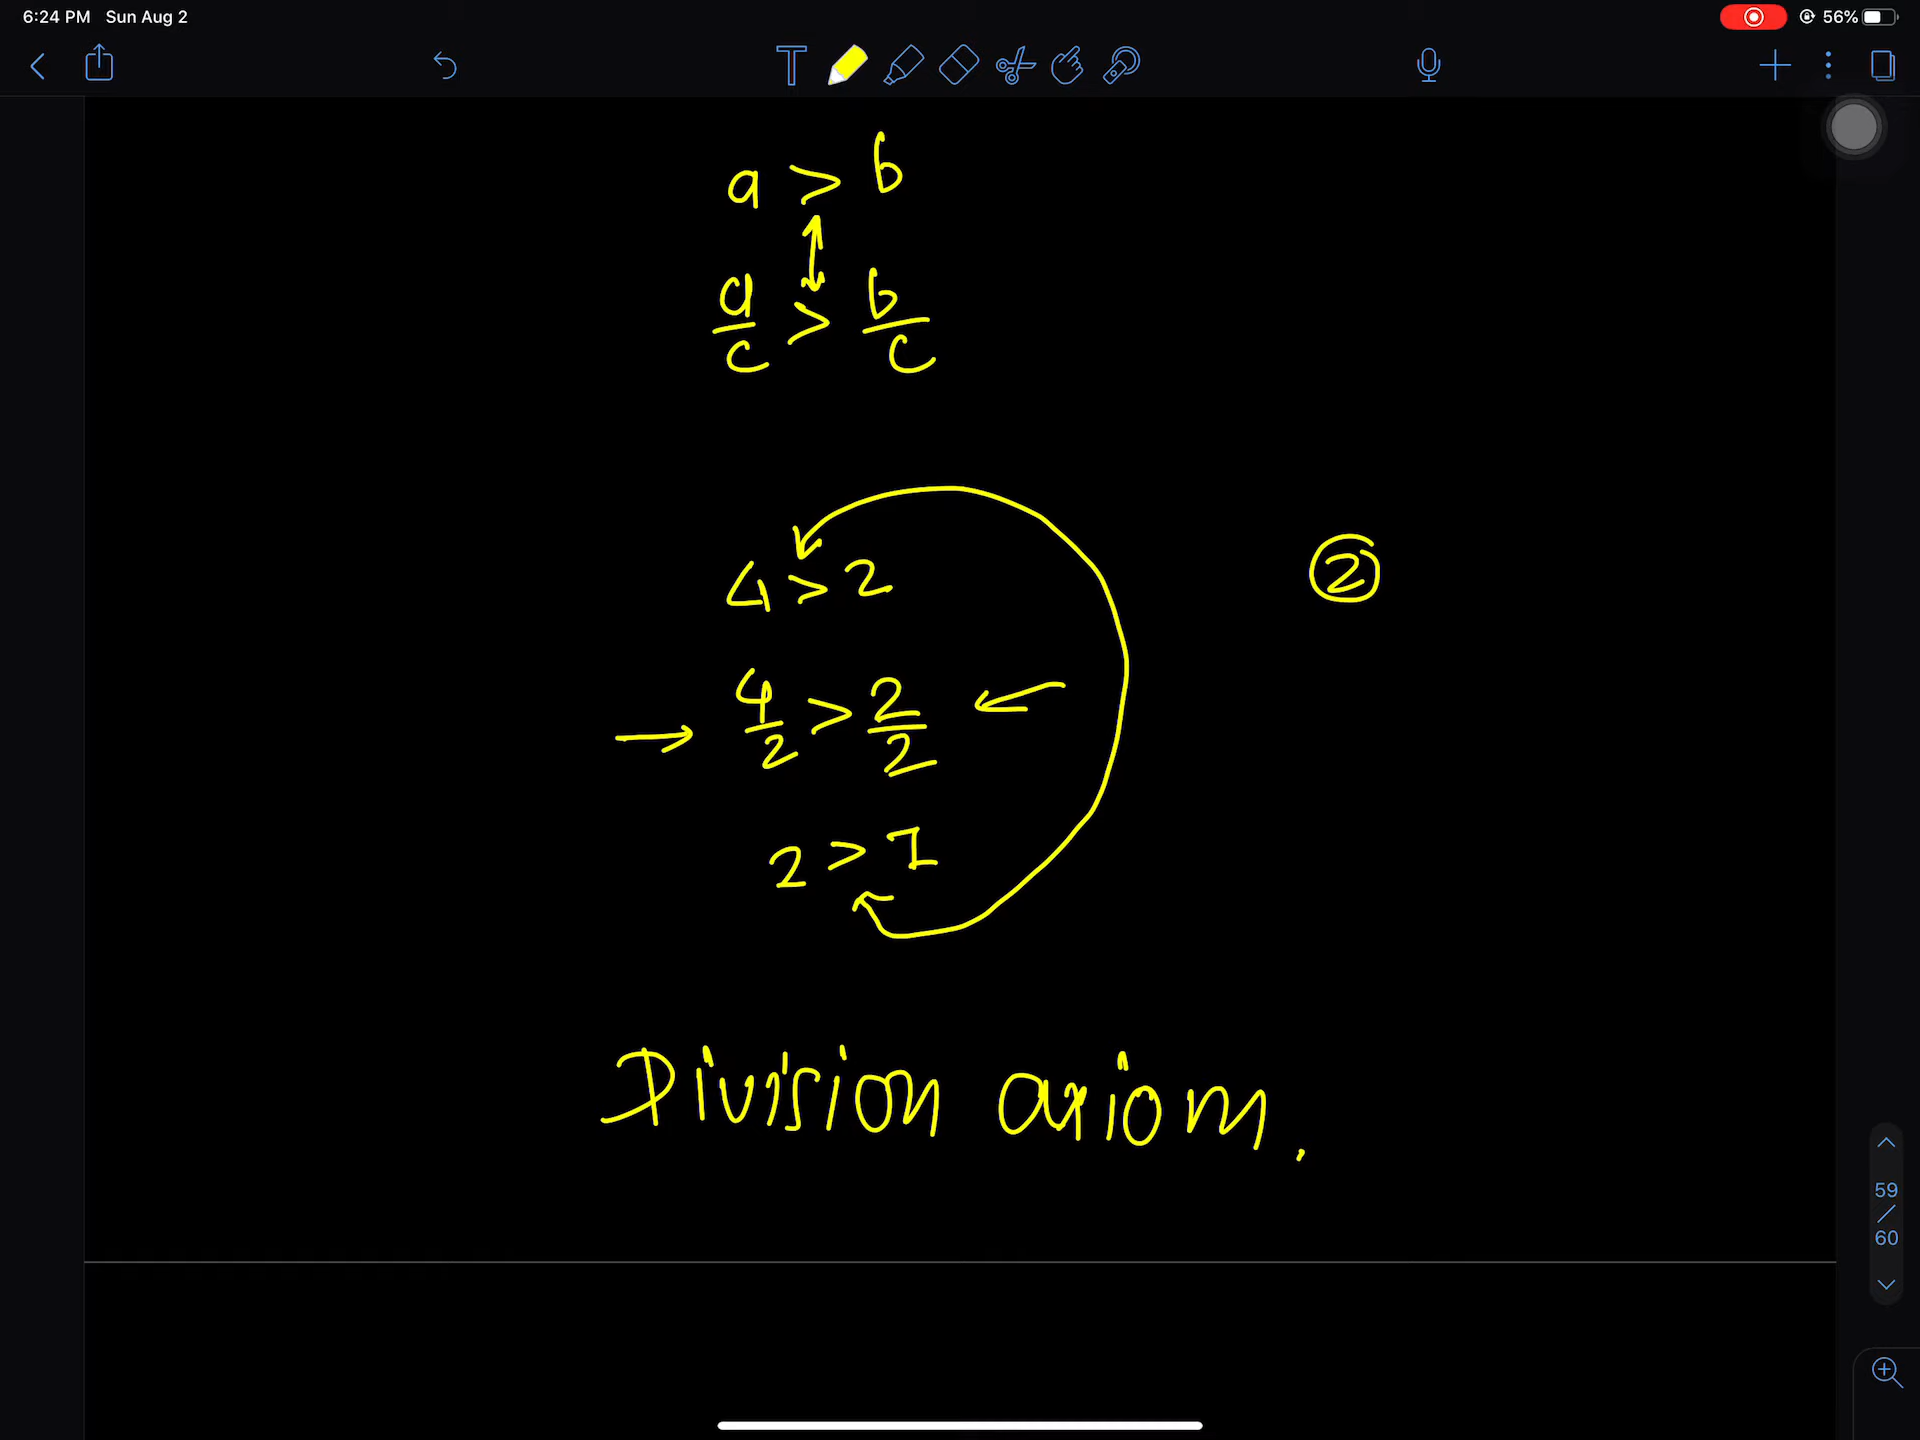 6:24 PM Sun Aug 2
56%
T
a > b
a/c > b/c
4 > 2
②
4/2 > 2/2
2 > 1
Division axiom.
59
/
60